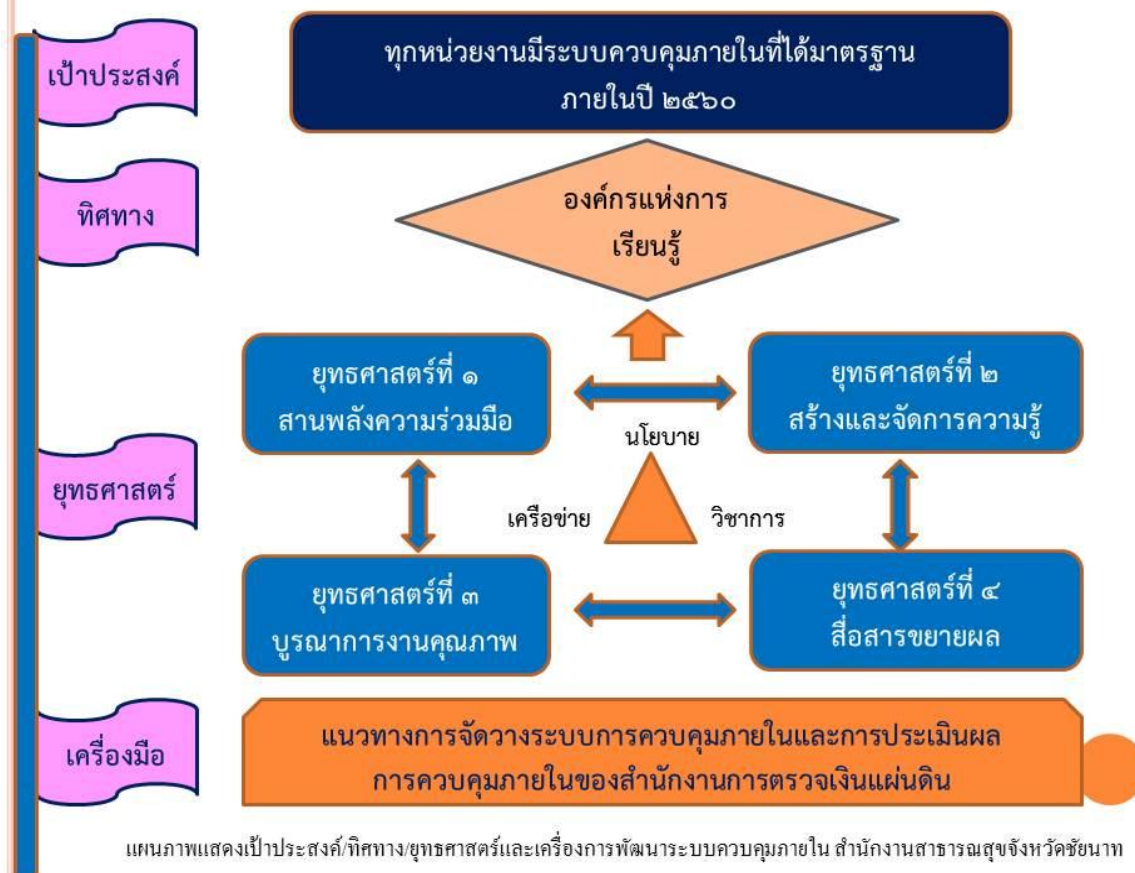 เป้าประสงค์
ทุกหน่วยงานมีระบบควบคุมภายในที่ได้มาตรฐาน
ภายในปี ๒๕๖๐
ทิศทาง
องค์กรแห่งการ
เรียนรู้
ยุทธศาสตร์
ยุทธศาสตร์ที่ ๑
สานพลังความร่วมมือ
ยุทธศาสตร์ที่ ๒
สร้างและจัดการความรู้
นโยบาย
เครือข่าย
วิชาการ
ยุทธศาสตร์ที่ ๓
บูรณาการงานคุณภาพ
ยุทธศาสตร์ที่ ๔
สื่อสารขยายผล
เครื่องมือ
แนวทางการจัดวางระบบการควบคุมภายในและการประเมินผล
การควบคุมภายในของสำนักงานการตรวจเงินแผ่นดิน
แผนภาพแสดงเป้าประสงค์/ทิศทาง/ยุทธศาสตร์และเครื่องการพัฒนาระบบควบคุมภายใน สำนักงานสาธารณสุขจังหวัดชัยนาท